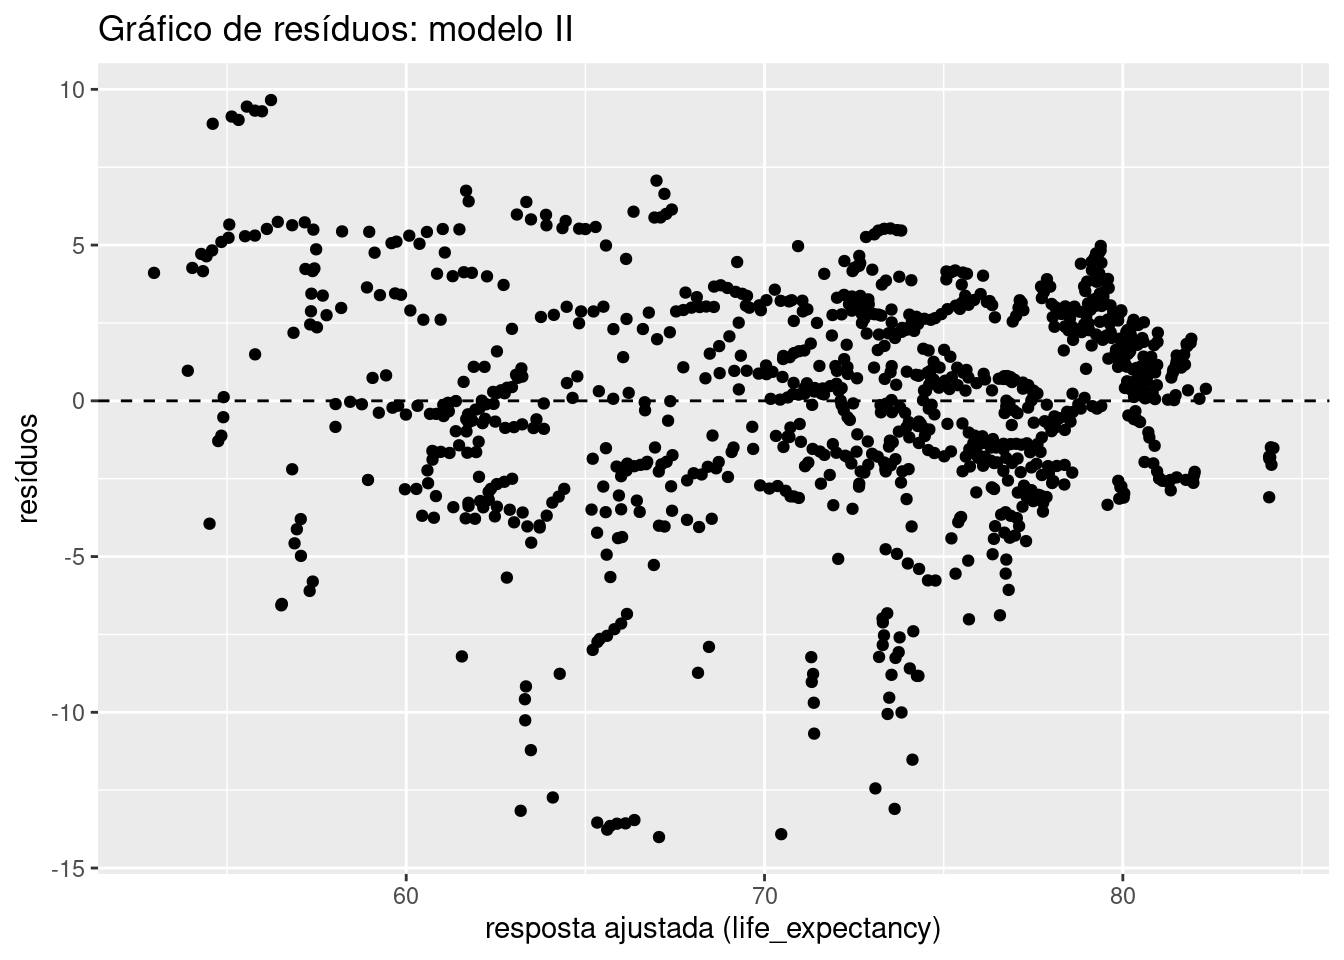 Gráfico de resíduos: modelo II
10
5
0
-5
-10
-15
resíduos
60 70 80
resposta ajustada (life_expectancy)